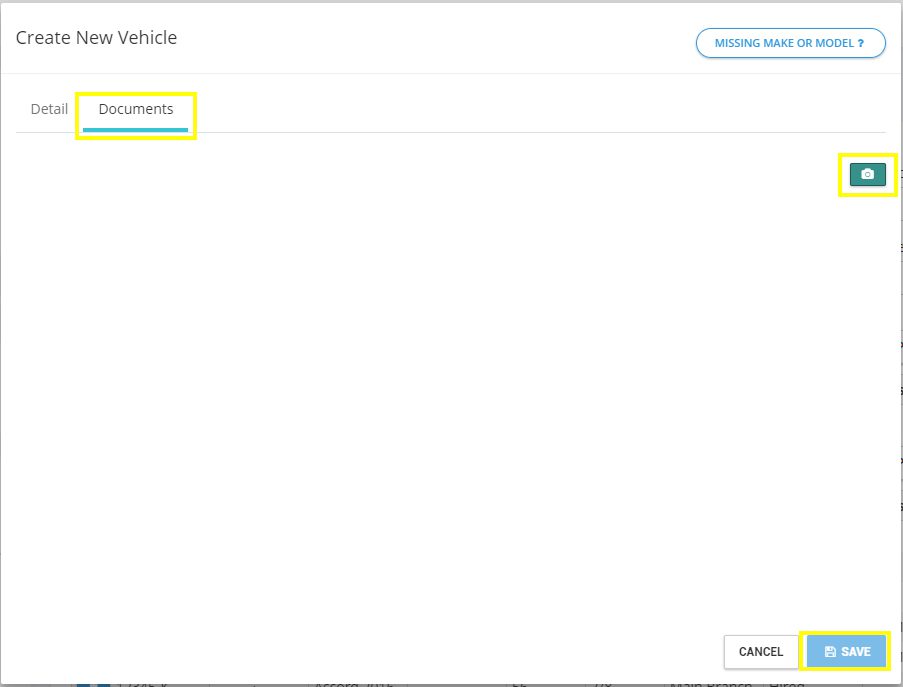 Create New Vehicle
MISSING MAKE OR MODEL ?
Detail
Documents
CANCEL
SAVE